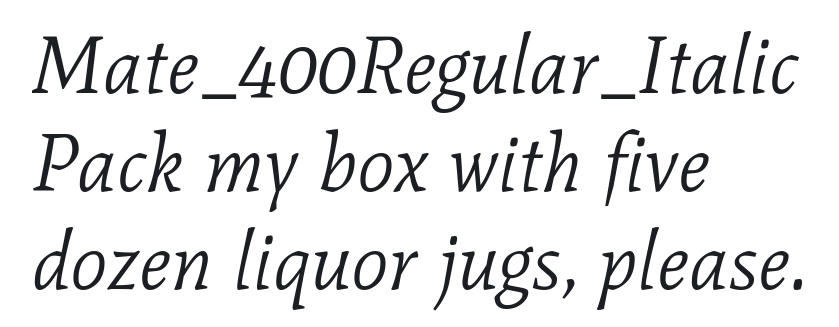 Mate_400Regular_Italic
Pack my box with five
dozen liquor jugs, please.